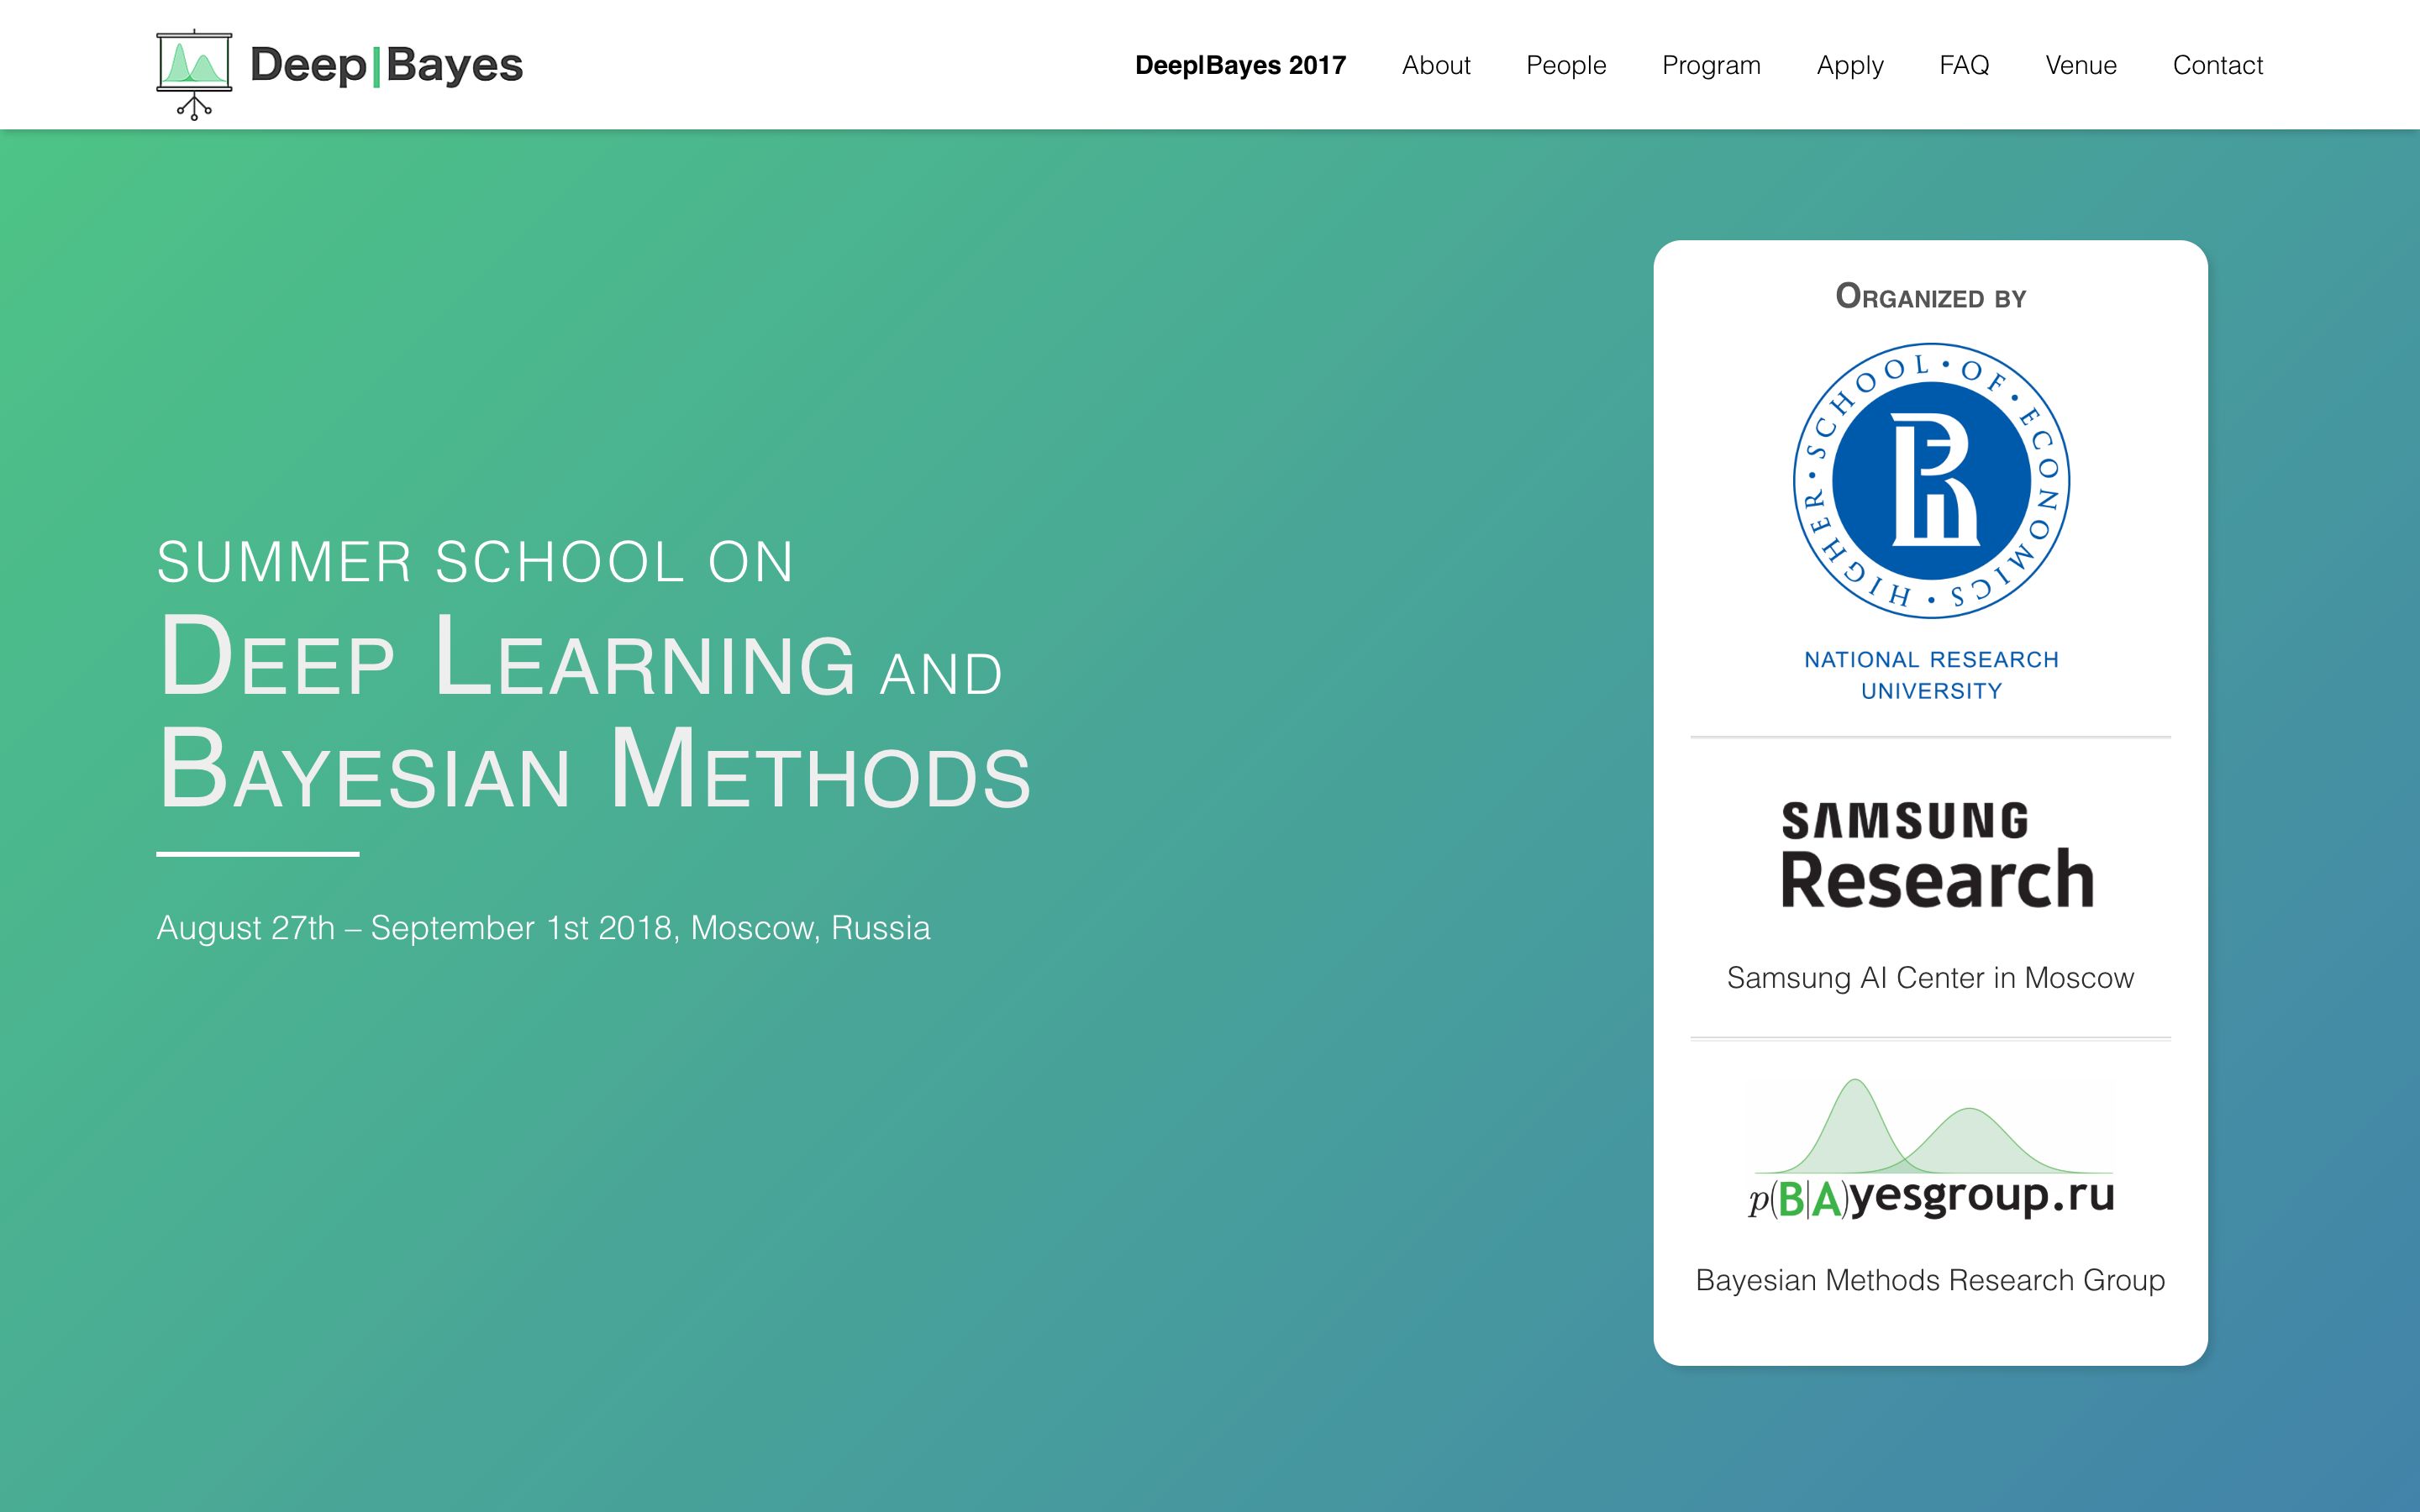 Deep|Bayes
Deep|Bayes 2017 About People Program Apply FAQ Venue Contact
SUMMER SCHOOL ON
DEEP LEARNING AND
BAYESIAN METHODS
August 27th – September 1st 2018, Moscow, Russia
ORGANIZED BY
HIGHER • SCHOOL • OF • ECONOMICS •
NATIONAL RESEARCH
UNIVERSITY
SAMSUNG
Research
Samsung AI Center in Moscow
p(B|A)yesgroup.ru
Bayesian Methods Research Group